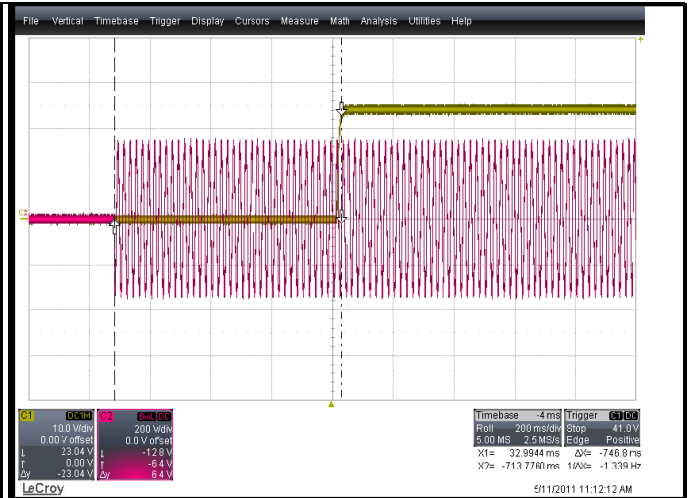 File Vertical Timebase Trigger Display Cursors Measure Math Analysis Utilities Help
C2
C1 DC1M
10.0 V/div
0.00 V offset
↓ 23.04 V
↑ 0.00 V
Δy -23.04 V
C2 BwL DC
200 V/div
0.0 V offset
↓ -12.8 V
↑ -6.4 V
Δy 6.4 V
Timebase -4 ms
Roll 200 ms/div
5.00 MS 2.5 MS/s
Trigger C1 DC
Stop 41.0 V
Edge Positive
X1= 32.9944 ms ΔX= -746.8 ms
X2= -713.7760 ms 1/ΔX= -1.339 Hz
LeCroy
5/11/2011 11:12:12 AM